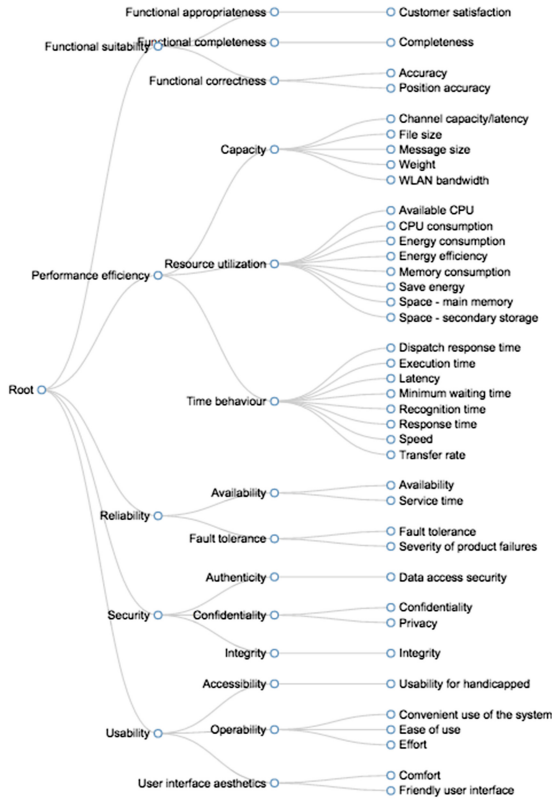 Functional appropriateness Customer satisfaction
Functional completeness Completeness
Functional suitability
Functional correctness Accuracy
Position accuracy
Channel capacity/latency
File size
Capacity Message size
Weight
WLAN bandwidth
Available CPU
CPU consumption
Energy consumption
Energy efficiency
Resource utilization
Performance efficiency Memory consumption
Save energy
Space - main memory
Space - secondary storage
Dispatch response time
Execution time
Latency
Root Minimum waiting time
Time behaviour Recognition time
Response time
Speed
Transfer rate
Availability Availability
Service time
Reliability
Fault tolerance Fault tolerance
Severity of product failures
Authenticity Data access security
Confidentiality
Security Confidentiality
Privacy
Integrity Integrity
Accessibility Usability for handicapped
Convenient use of the system
Usability Operability Ease of use
Effort
Comfort
User interface aesthetics
Friendly user interface